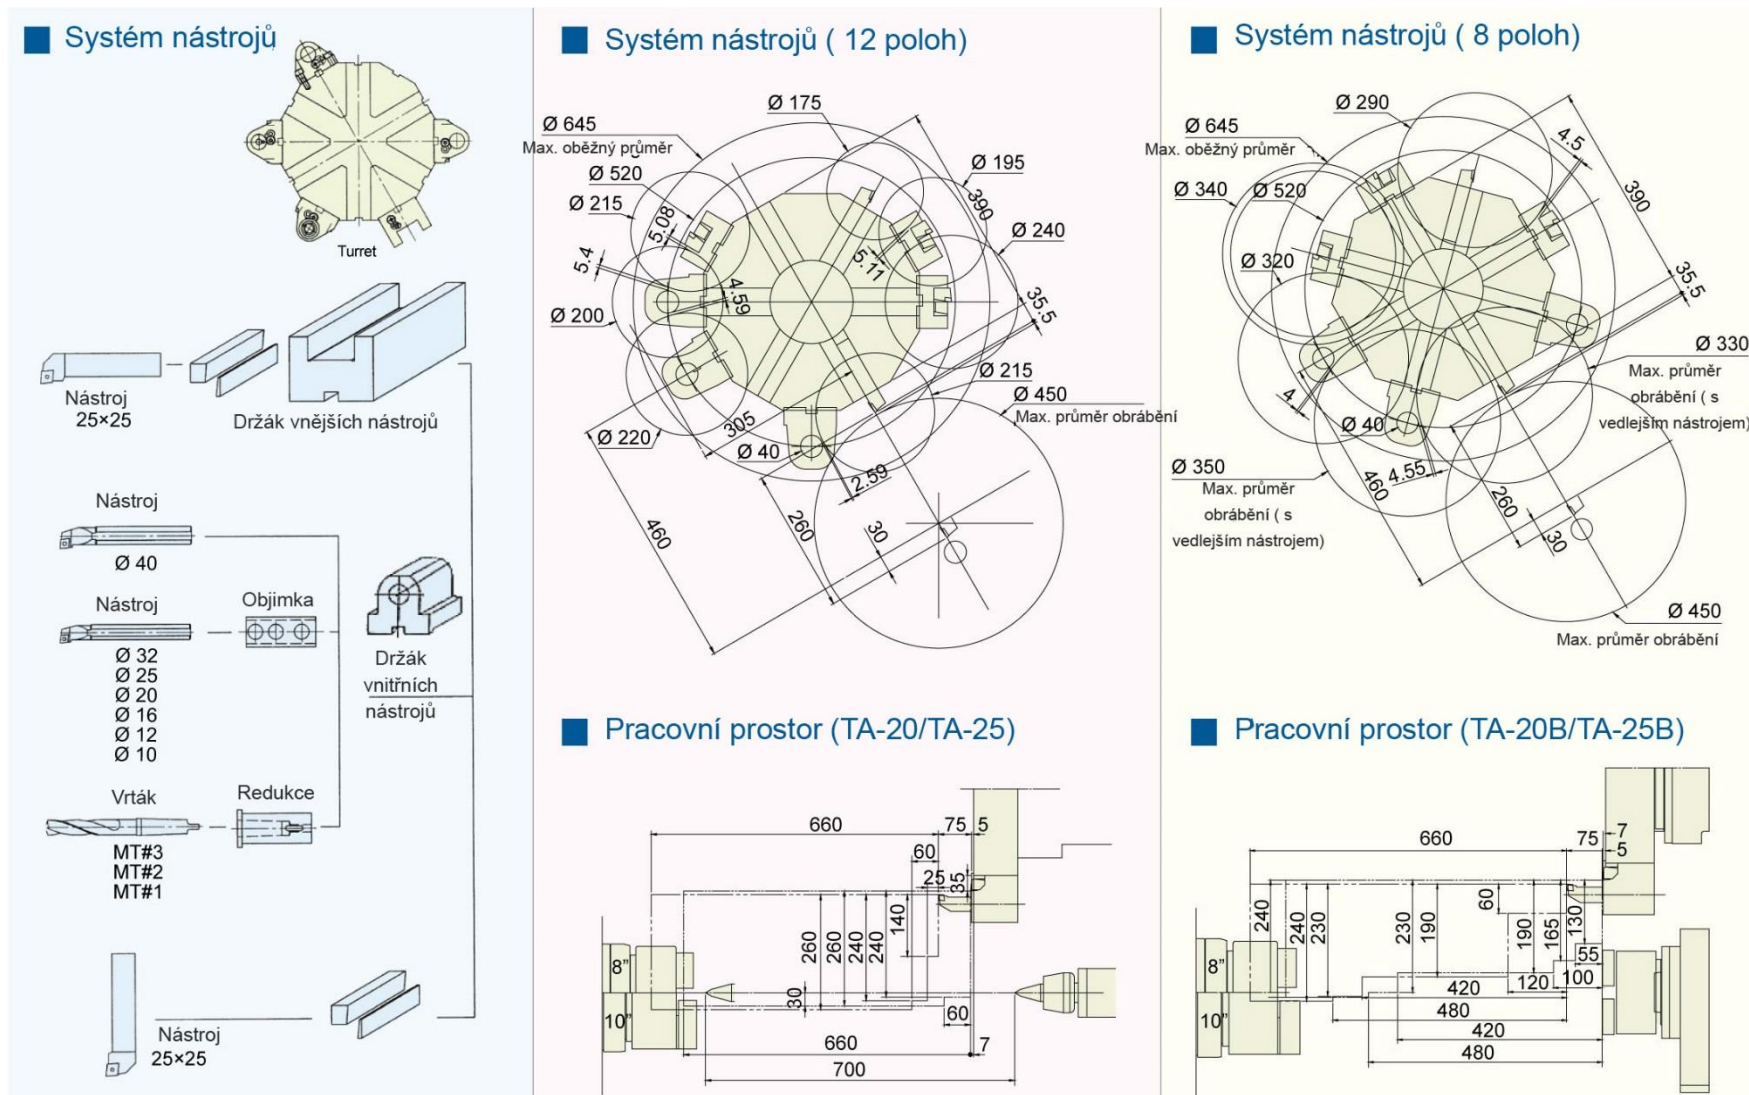 Systém nástrojů
Turret
Nástroj
25×25
Držák vnějších nástrojů
Nástroj
Ø 40
Nástroj
Objimka
Ø 32
Ø 25
Ø 20
Ø 16
Ø 12
Ø 10
Držák
vnitřních
nástrojů
Vrták
Redukce
MT#3
MT#2
MT#1
Nástroj
25×25
Systém nástrojů ( 12 poloh)
Ø 175
Ø 645
Max. oběžný průměr
Ø 195
Ø 520
390
Ø 215
5.08
Ø 240
5.4
5.11
4.59
35.5
Ø 200
Ø 215
Ø 450
Max. průměr obrábění
305
Ø 220
Ø 40
2.59
460
260
30
Systém nástrojů ( 8 poloh)
Ø 290
Ø 645
4.5
Max. oběžný průměr
Ø 340
Ø 520
390
Ø 320
35.5
Ø 330
Max. průměr
obrábění ( s
vedlejším nástrojem)
4
Ø 40
Ø 350
Max. průměr
obrábění ( s
vedlejším nástrojem)
4.55
460
260
30
Ø 450
Max. průměr obrábění
Pracovní prostor (TA-20/TA-25)
660
75
5
60
25
35
140
260
260
240
240
8”
30
10”
60
660
7
700
Pracovní prostor (TA-20B/TA-25B)
7
660
75
5
60
240
240
230
230
190
190
165
130
55
8”
120
100
420
10”
480
420
480